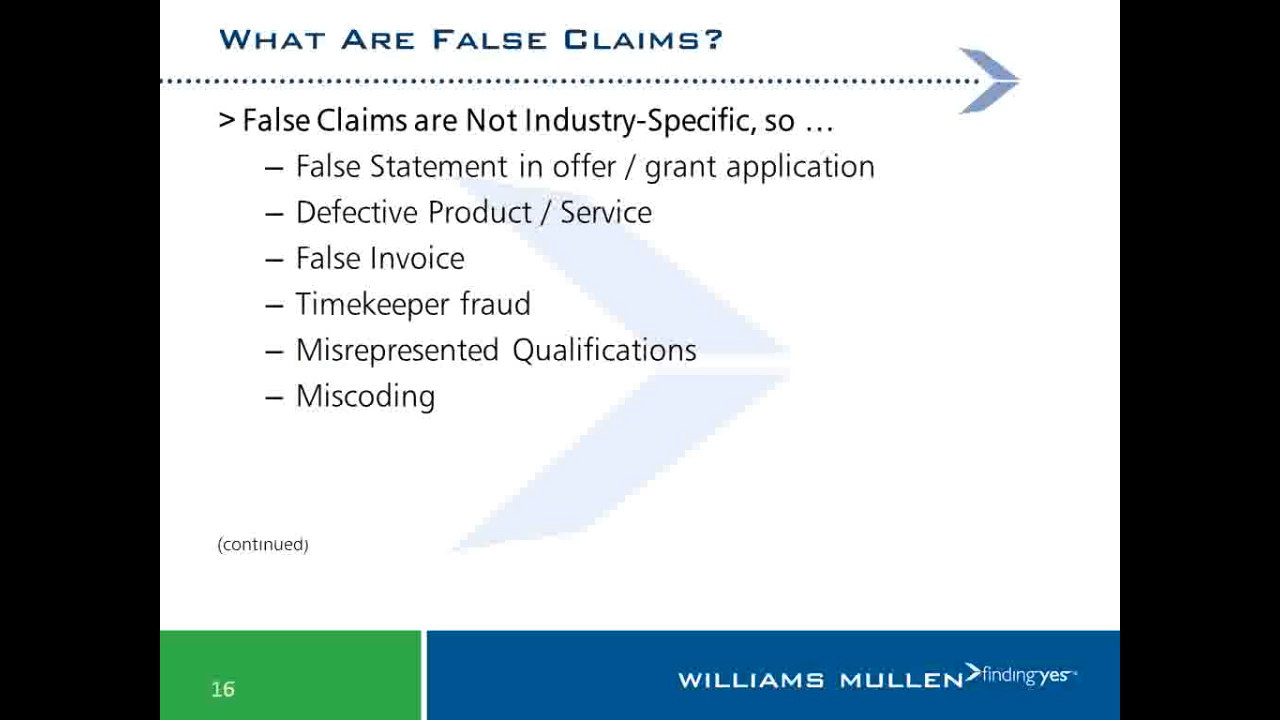 WHAT ARE FALSE CLAIMS?
> False Claims are Not Industry-Specific, so …
– False Statement in offer / grant application
– Defective Product / Service
– False Invoice
– Timekeeper fraud
– Misrepresented Qualifications
– Miscoding
(continued)
16
WILLIAMS MULLEN finding yes™